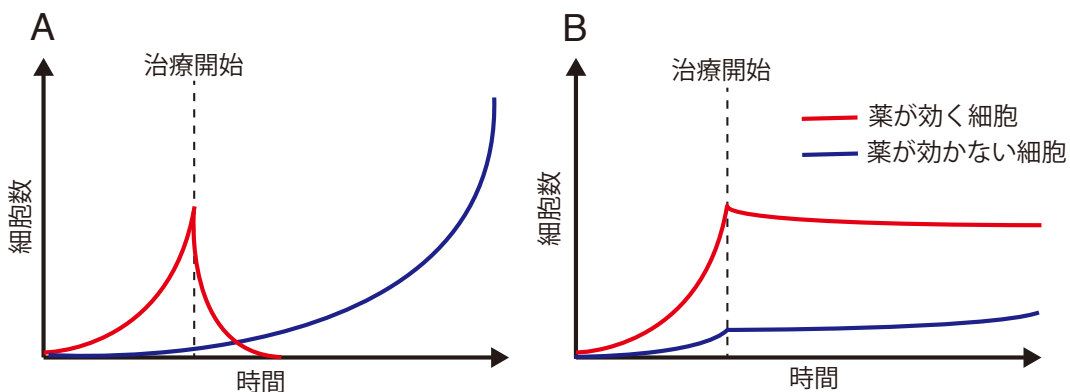 A
治療開始
細胞数
時間
B
治療開始
薬が効く細胞
薬が効かない細胞
細胞数
時間